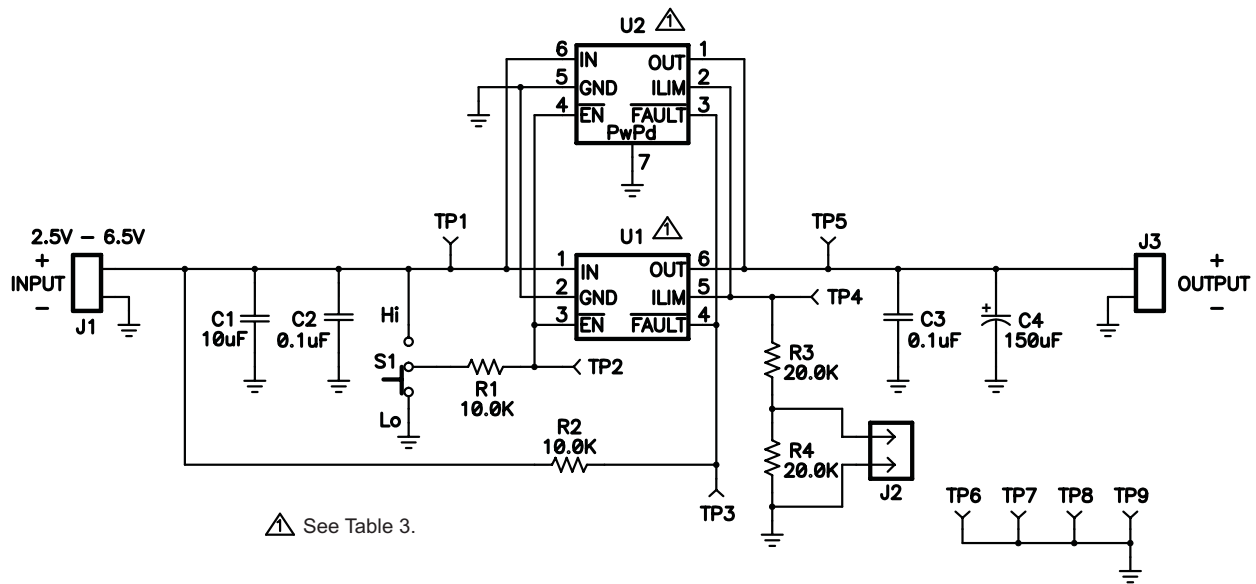 U2 1
6 IN OUT 1
5 GND ILIM 2
4 EN FAULT 3
PwPd
7
2.5V – 6.5V
+
INPUT
–
J1
TP1
U1 1
TP5
J3
+
OUTPUT
–
1 IN OUT 6
2 GND ILIM 5
3 EN FAULT 4
TP4
C1
10uF
C2
0.1uF
Hi
S1
Lo
R1
10.0K
TP2
R2
10.0K
TP3
R3
20.0K
R4
20.0K
J2
C3
0.1uF
+
C4
150uF
TP6 TP7 TP8 TP9
1 See Table 3.